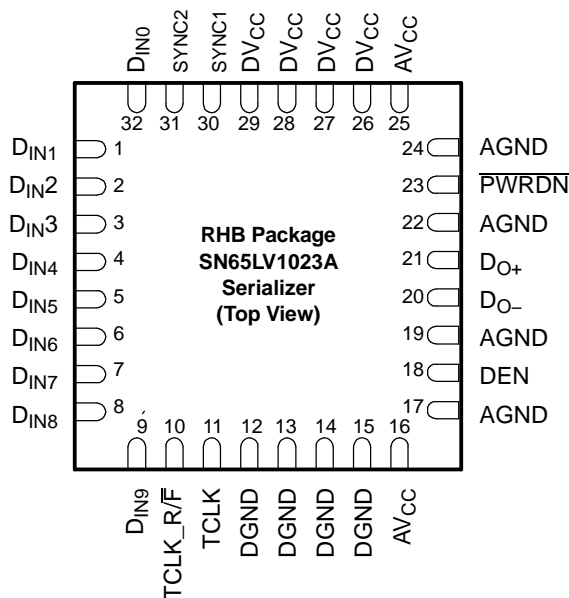 DIN0
SYNC2
SYNC1
DVCC
DVCC
DVCC
DVCC
AVCC
32 31 30 29 28 27 26 25
DIN1 1
DIN2 2
DIN3 3
DIN4 4
DIN5 5
DIN6 6
DIN7 7
DIN8 8
24 AGND
23 PWRDN
22 AGND
21 DO+
20 DO–
19 AGND
18 DEN
17 AGND
RHB Package
SN65LV1023A
Serializer
(Top View)
9 10 11 12 13 14 15 16
DIN9
TCLK_R/F
TCLK
DGND
DGND
DGND
DGND
AVCC